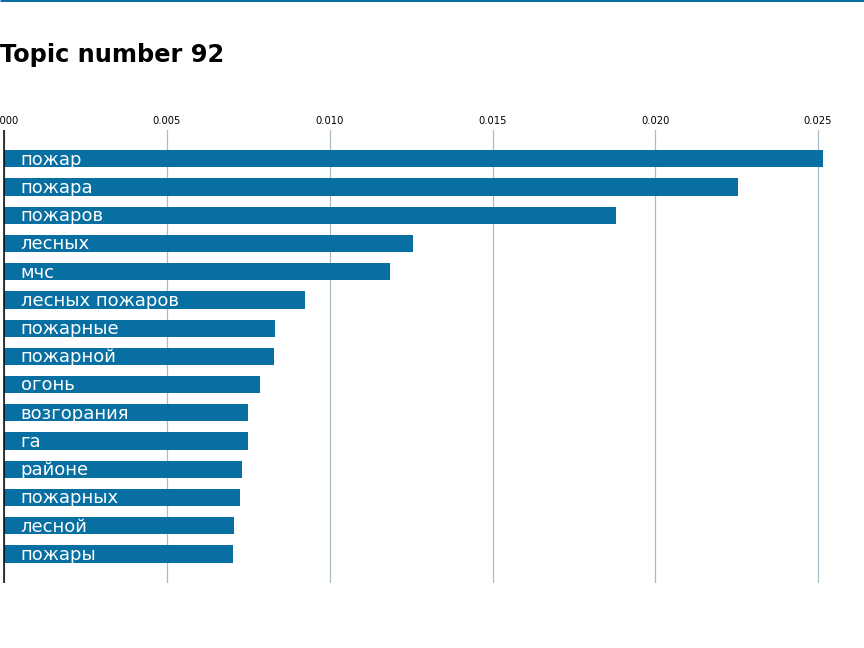 Topic number 92
000 0.005 0.010 0.015 0.020 0.025
пожар
пожара
пожаров
лесных
мчс
лесных пожаров
пожарные
пожарной
огонь
возгорания
га
районе
пожарных
лесной
пожары